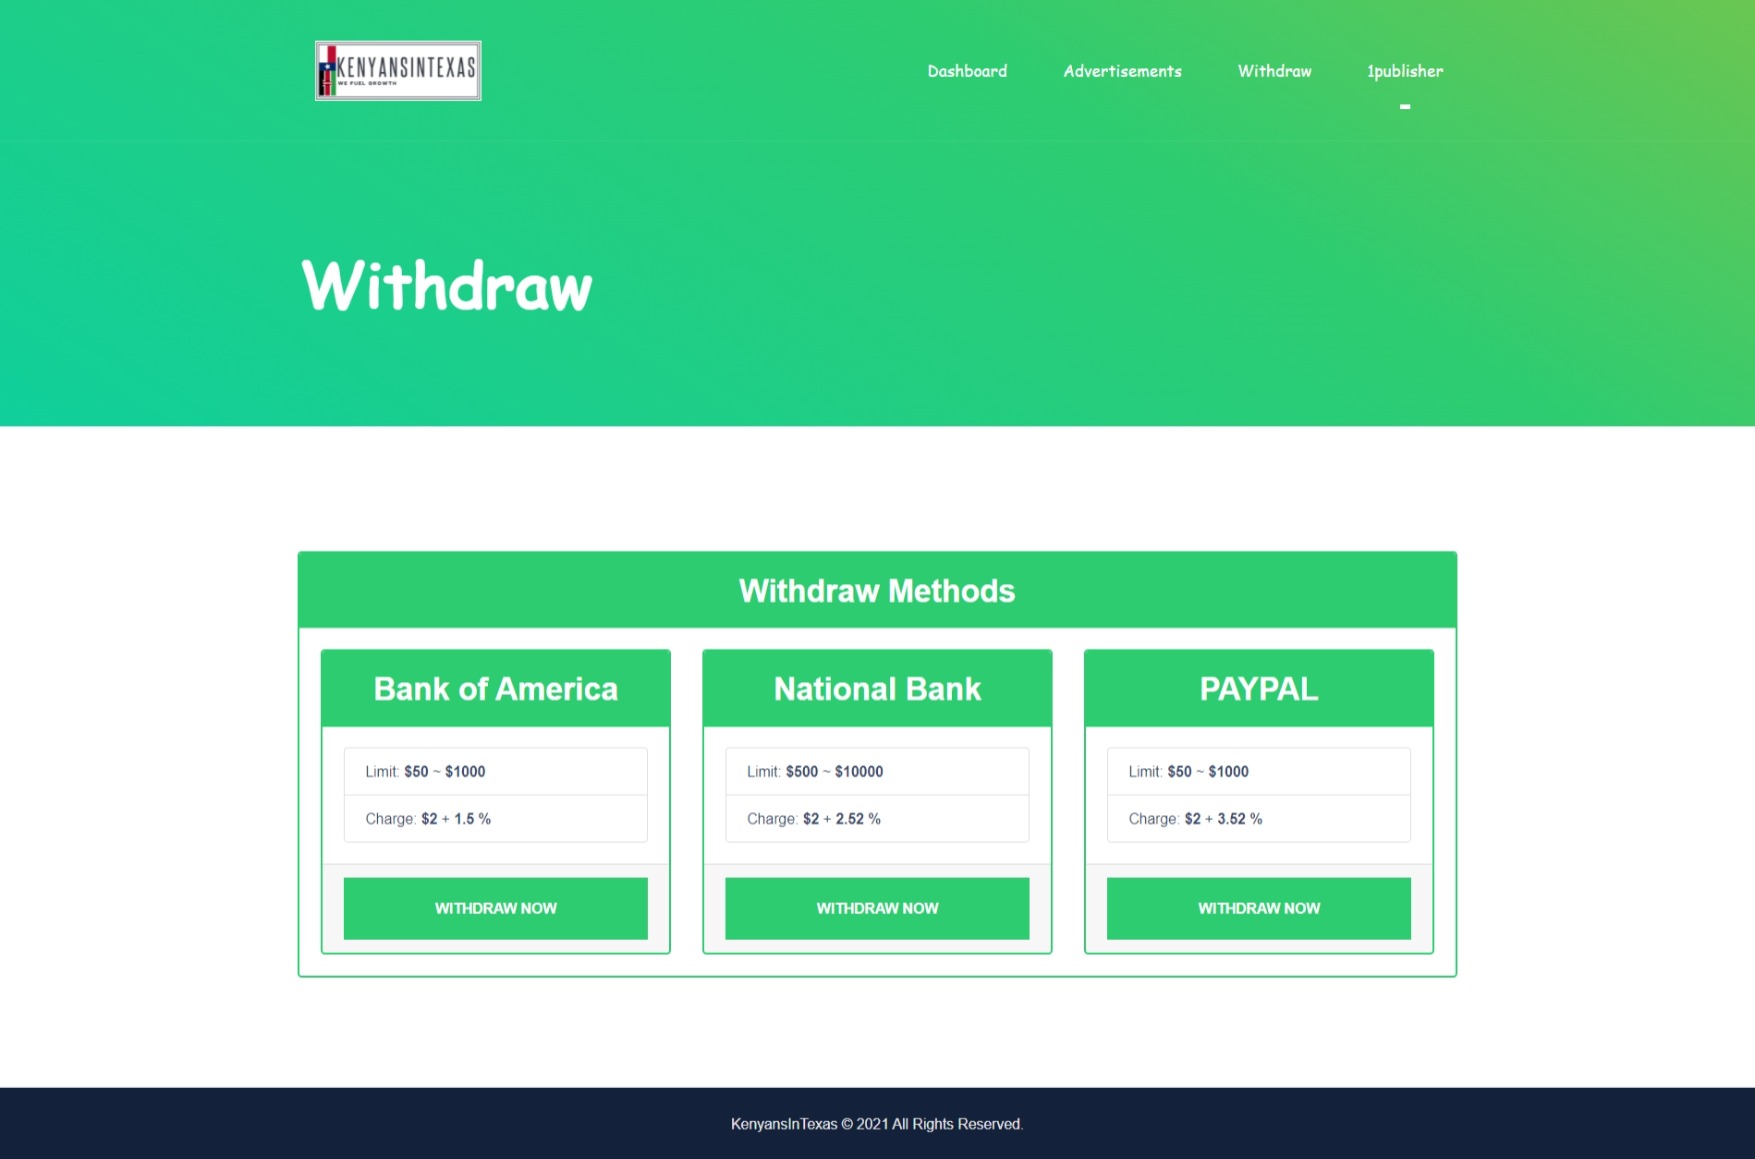 KENYANSINTEXAS
WE FUEL GROWTH
Dashboard
Advertisements
Withdraw
1publisher
Withdraw
Withdraw Methods
Bank of America
Limit: $50 ~ $1000
Charge: $2 + 1.5 %
WITHDRAW NOW
National Bank
Limit: $500 ~ $10000
Charge: $2 + 2.52 %
WITHDRAW NOW
PAYPAL
Limit: $50 ~ $1000
Charge: $2 + 3.52 %
WITHDRAW NOW
KenyansInTexas © 2021 All Rights Reserved.